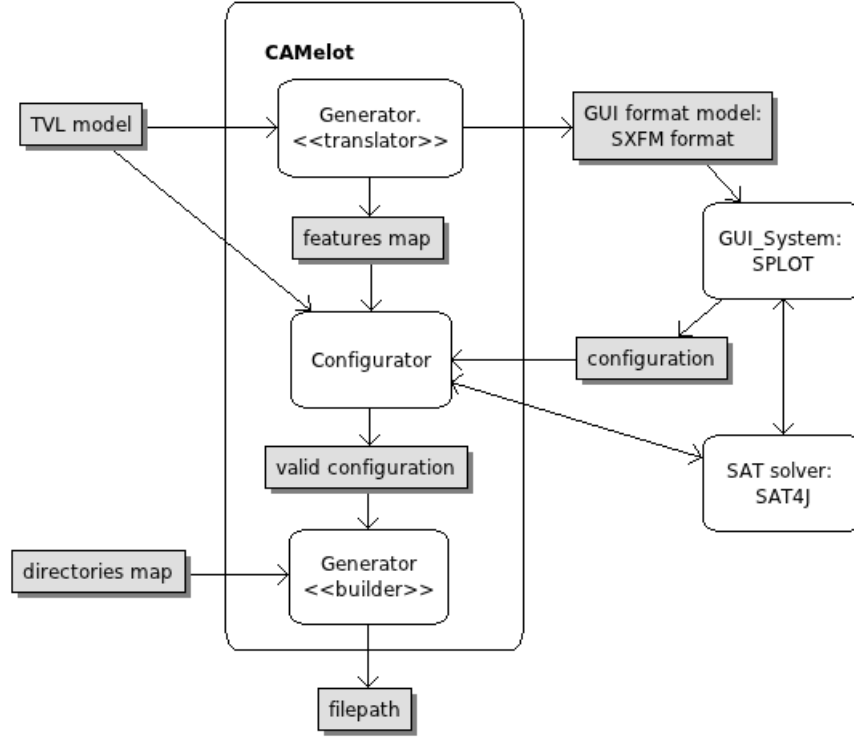 CAMelot
TVL model
Generator.
<<translator>>
GUI format model:
SXFM format
features map
GUI_System:
SPLOT
Configurator
configuration
valid configuration
SAT solver:
SAT4J
directories map
Generator
<<builder>>
filepath